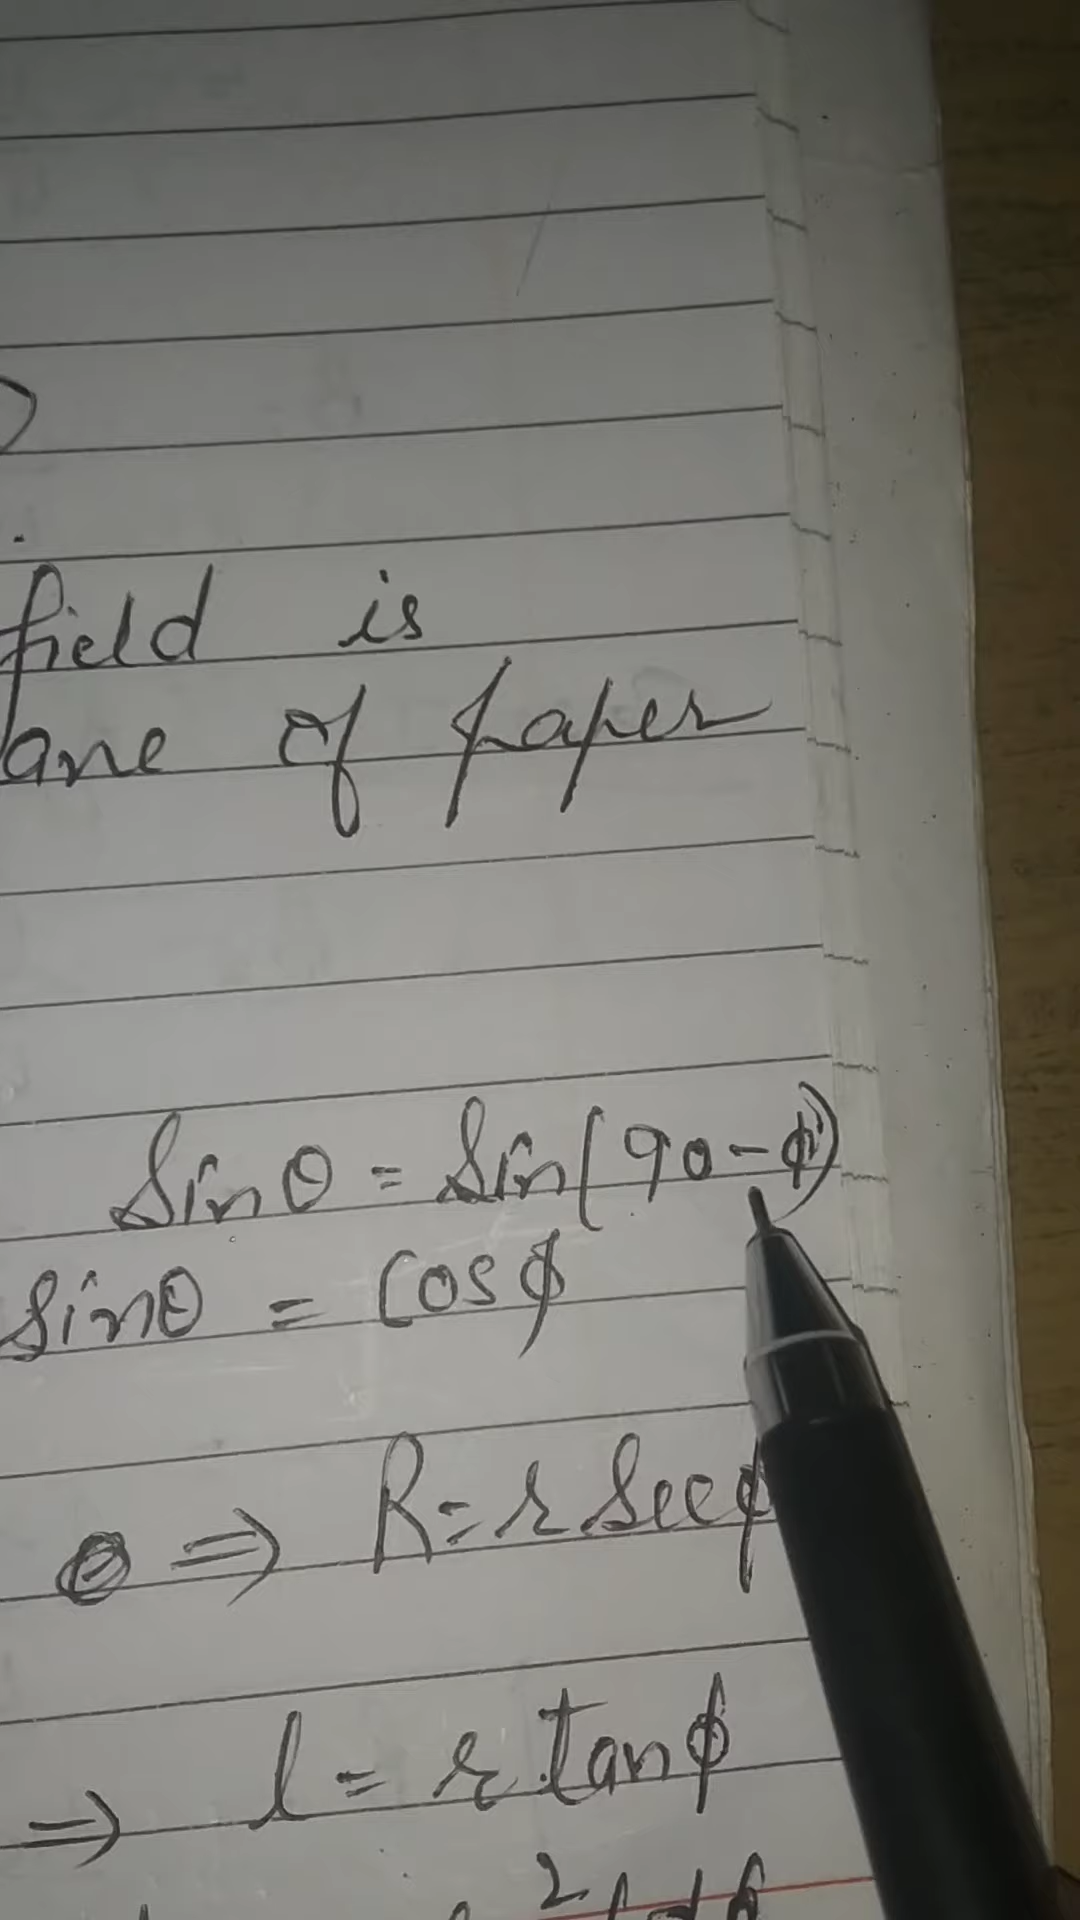 field is
ane of paper
Sinθ = Sin(90-ϕ)
Sinθ = Cosϕ
θ ⇒ R = r Secϕ
⇒ l = r tanϕ